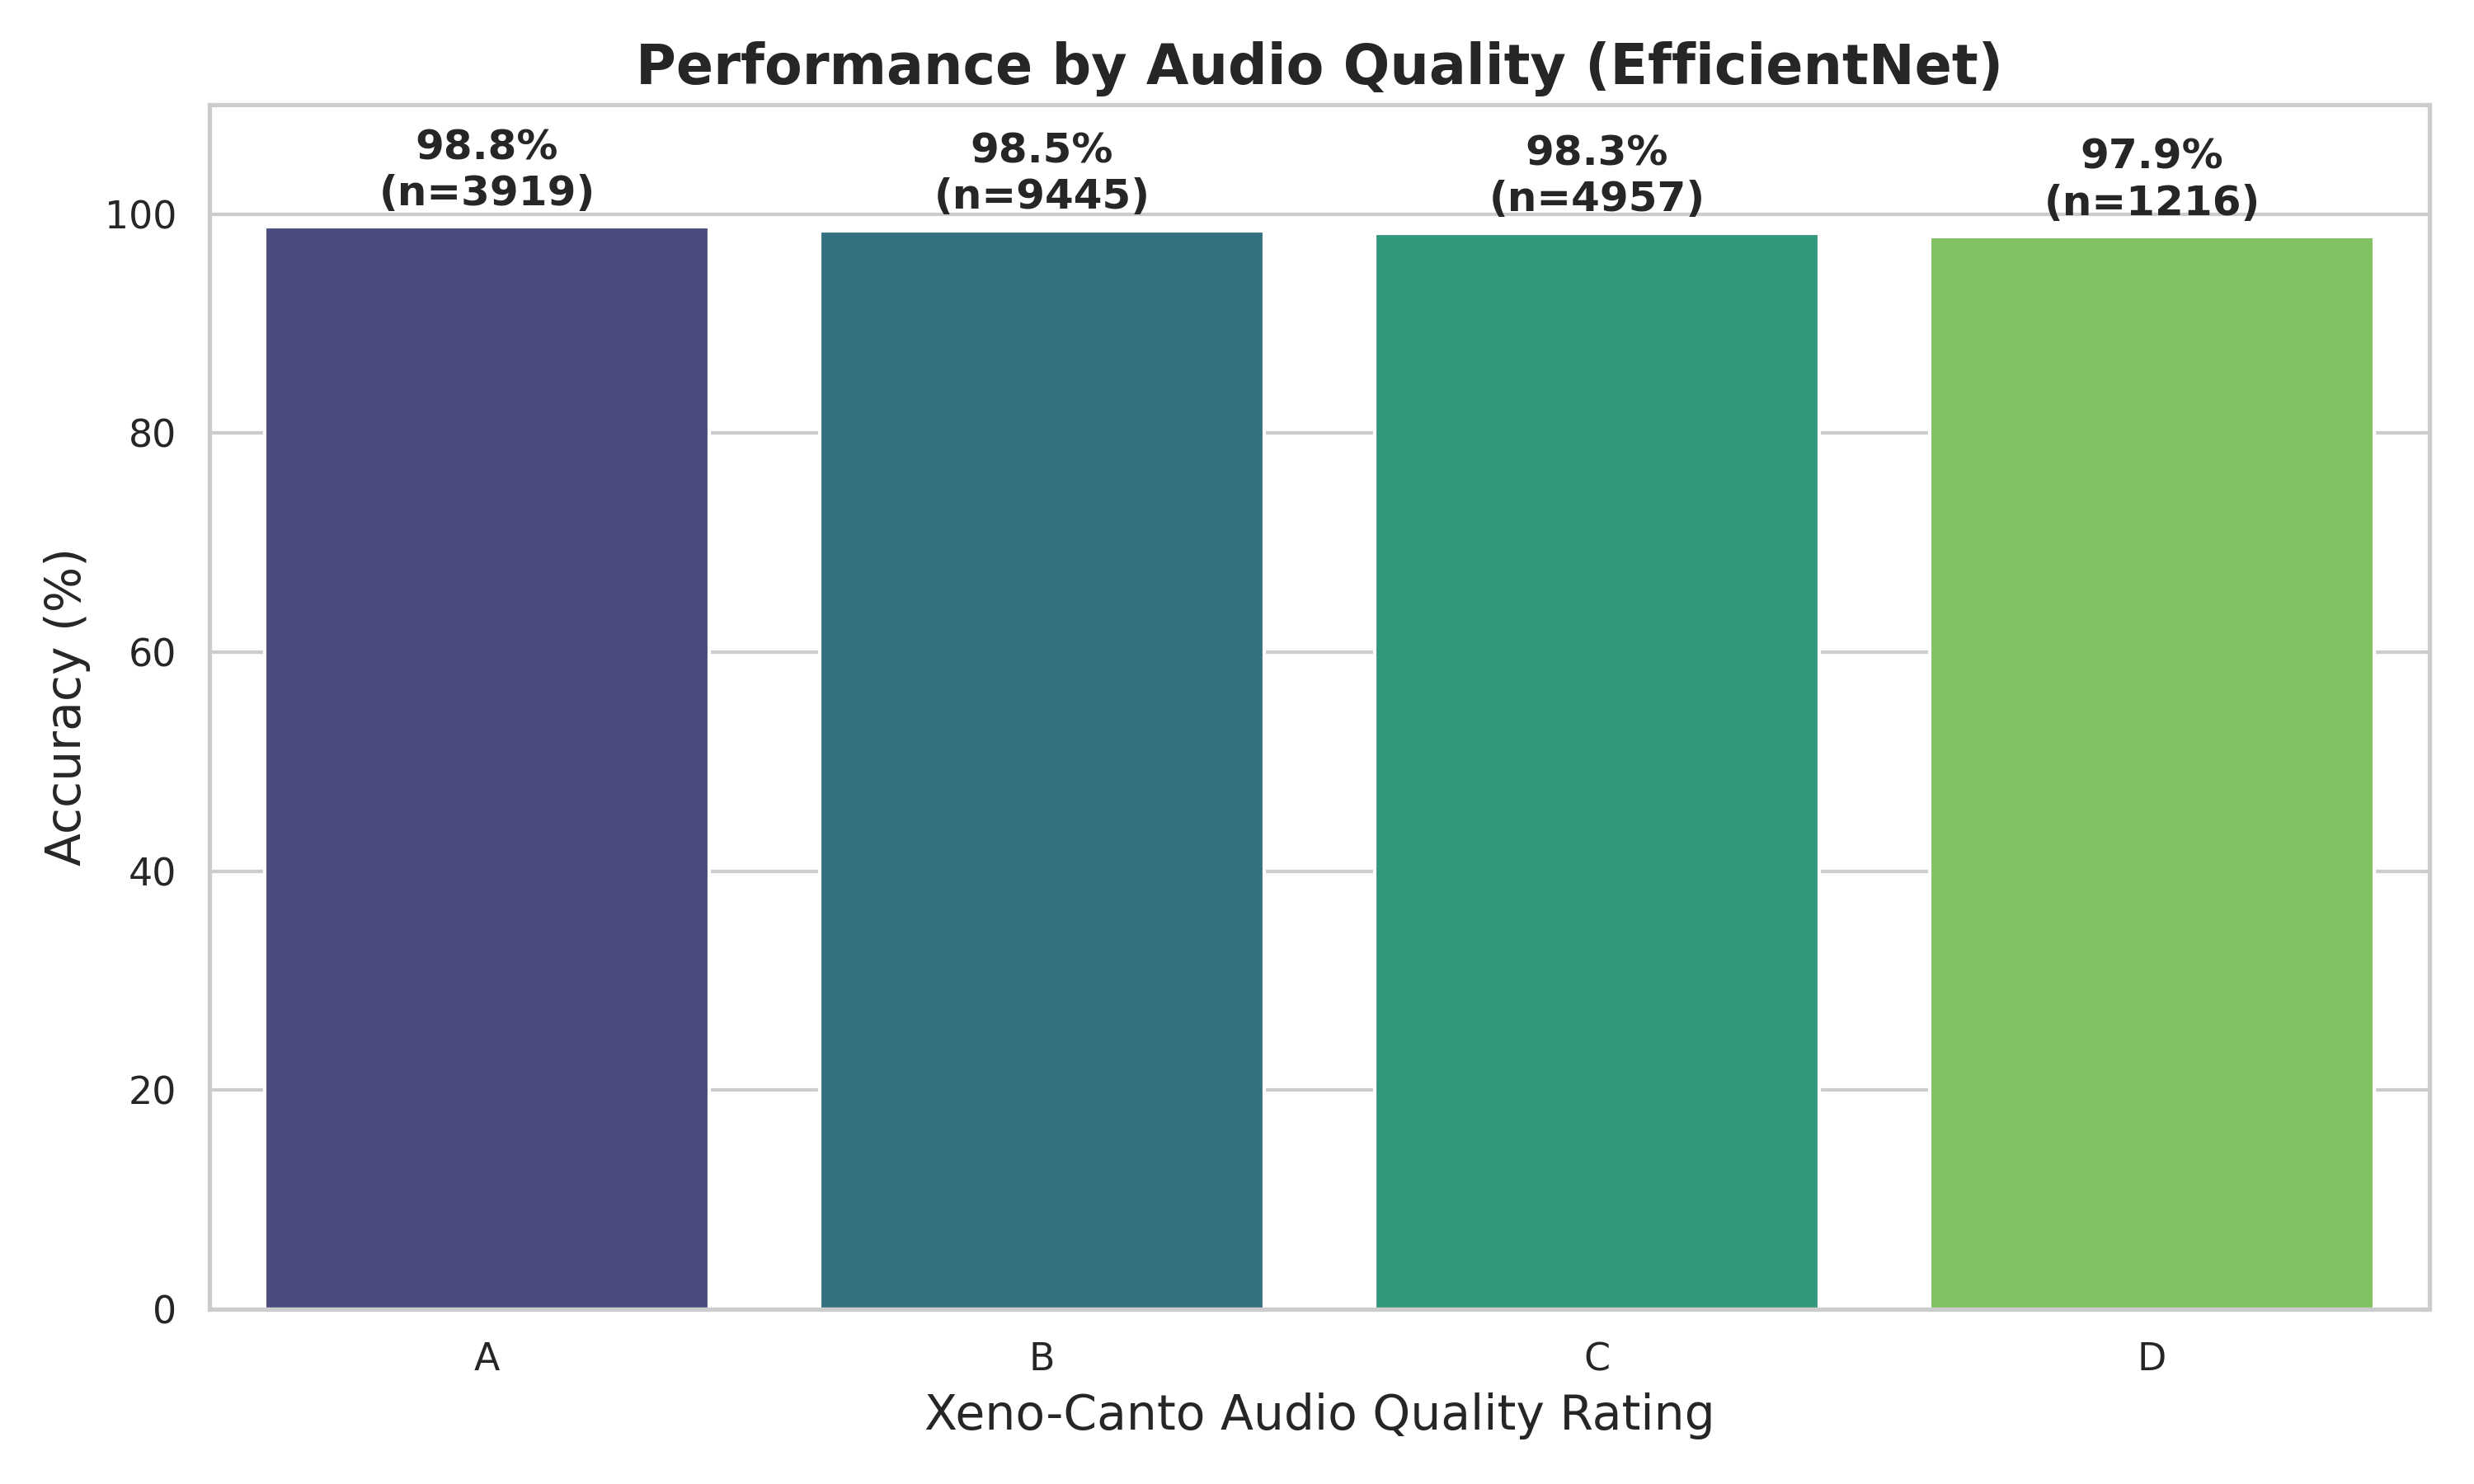 Performance by Audio Quality (EfficientNet)
98.8%
(n=3919)
98.5%
(n=9445)
98.3%
(n=4957)
97.9%
(n=1216)
100
80
60
40
20
0
Accuracy (%)
A
B
C
D
Xeno-Canto Audio Quality Rating